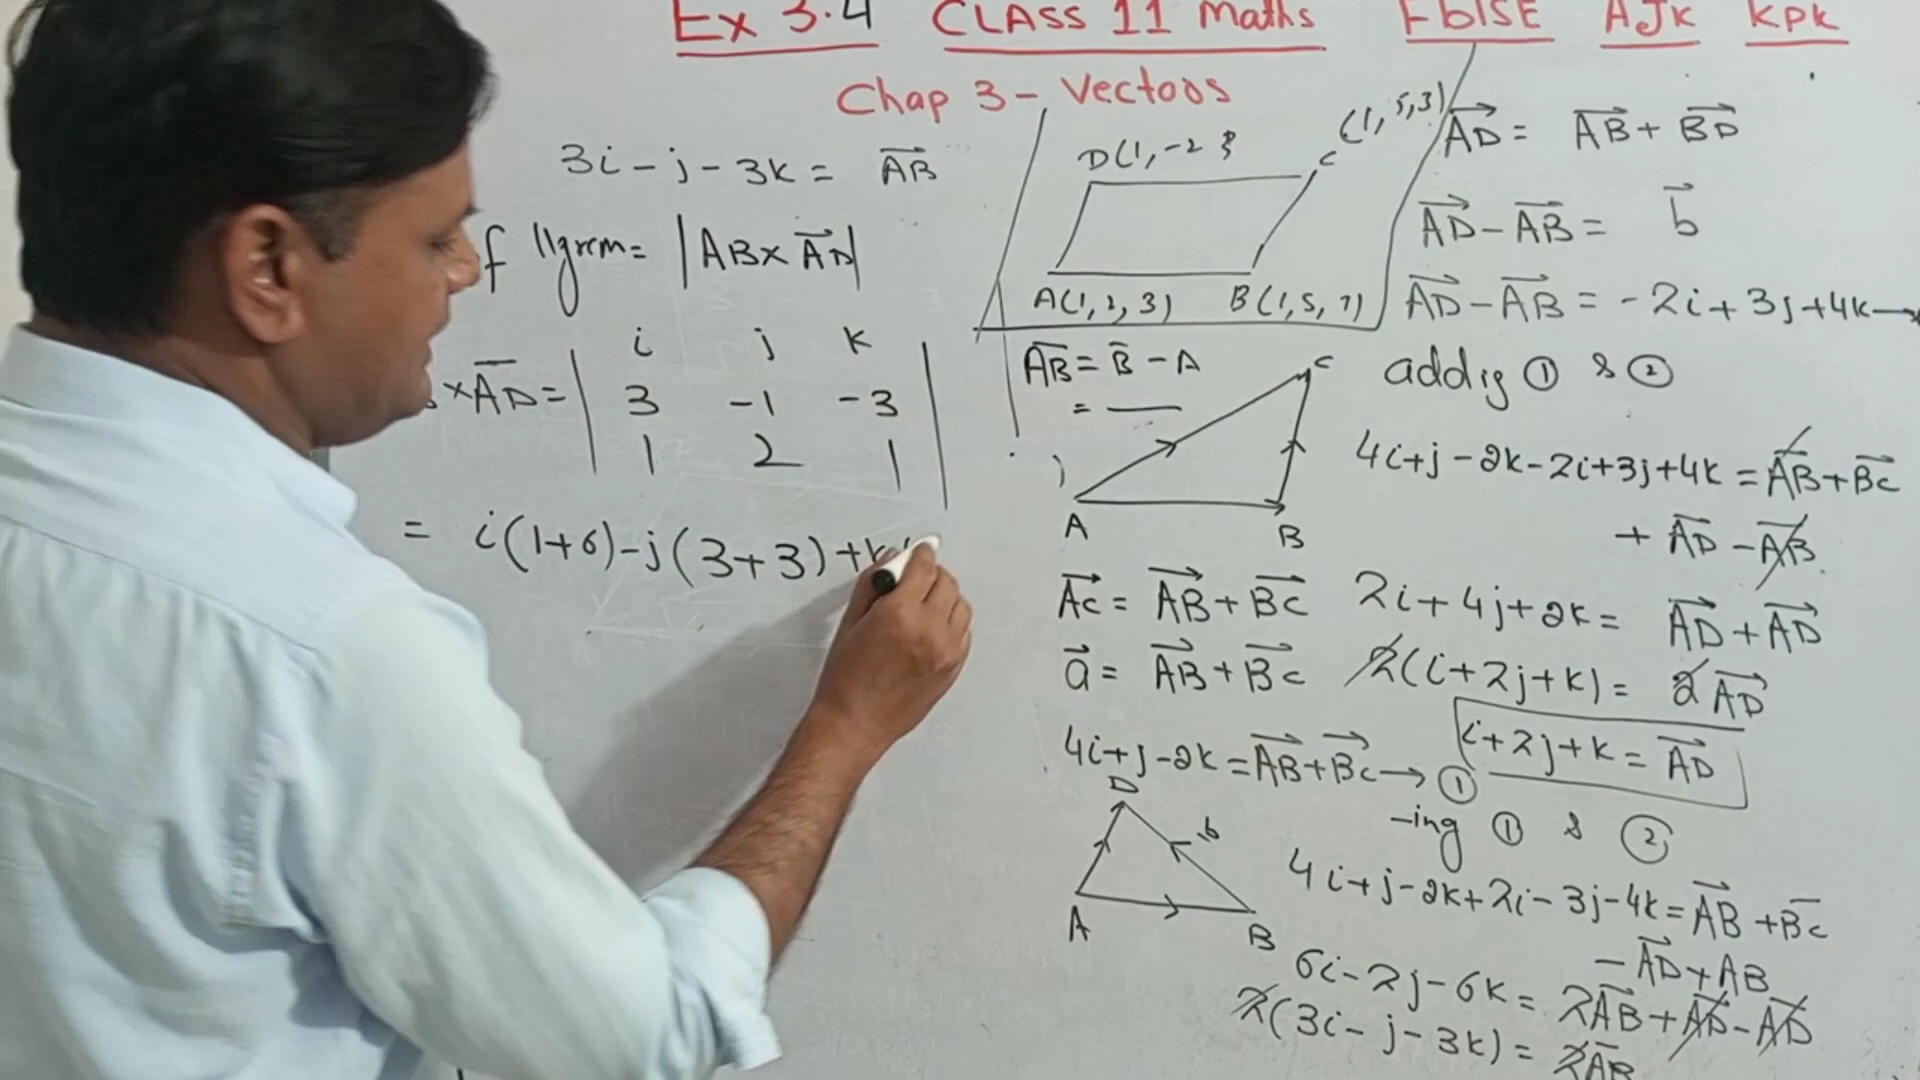 Ex 3.4 CLASS 11 Maths FBISE AJK KPK
Chap 3 - Vectors
3i - j - 3k = AB
f ||grm = |AB × AD|
× AD = | i j k
3 -1 -3
1 2 1 |
= i(1+6) - j(3+3) + k(
D(1, -2
C (1, 5, 3)
A(1, 2, 3) B(1, 5, 7)
AB = B - A
=
C
A B
AC = AB + BC
a = AB + BC
4i + j - 2k = AB + BC → ①
D
b
A B
AD = AB + BD
AD - AB = b
AD - AB = -2i + 3j + 4k →
addig ① & ②
4i + j - 2k - 2i + 3j + 4k = AB + BC
+ AD - AB
2i + 4j + 2k = AD + AD
2(i + 2j + k) = 2AD
i + 2j + k = AD
-ing ① & ②
4i + j - 2k + 2i - 3j - 4k = AB + BC
- AD + AB
6i - 2j - 6k = 2AB + AD - AD
2(3i - j - 3k) = 2AB